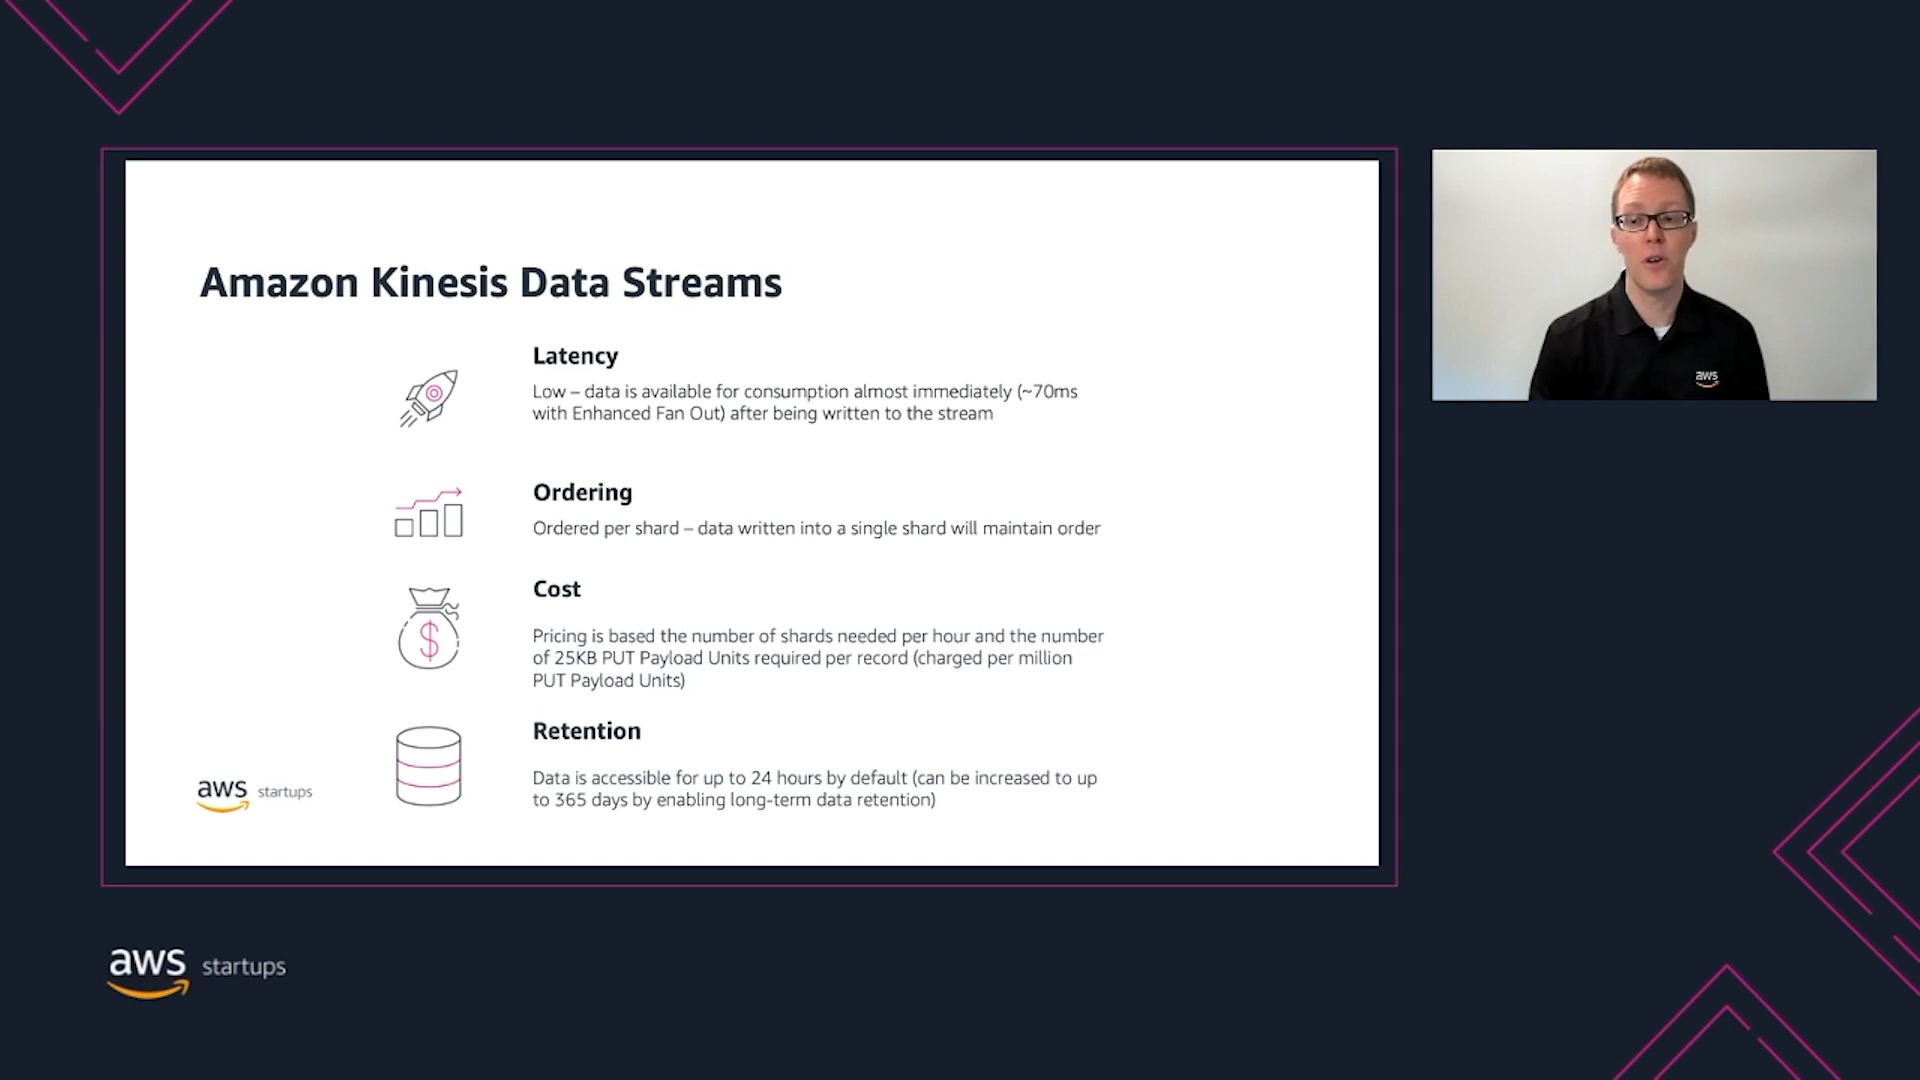 Amazon Kinesis Data Streams
Latency
Low – data is available for consumption almost immediately (~70ms
with Enhanced Fan Out) after being written to the stream
Ordering
Ordered per shard – data written into a single shard will maintain order
Cost
$
Pricing is based the number of shards needed per hour and the number
of 25KB PUT Payload Units required per record (charged per million
PUT Payload Units)
Retention
Data is accessible for up to 24 hours by default (can be increased to up
to 365 days by enabling long-term data retention)
aws startups
aws
aws startups